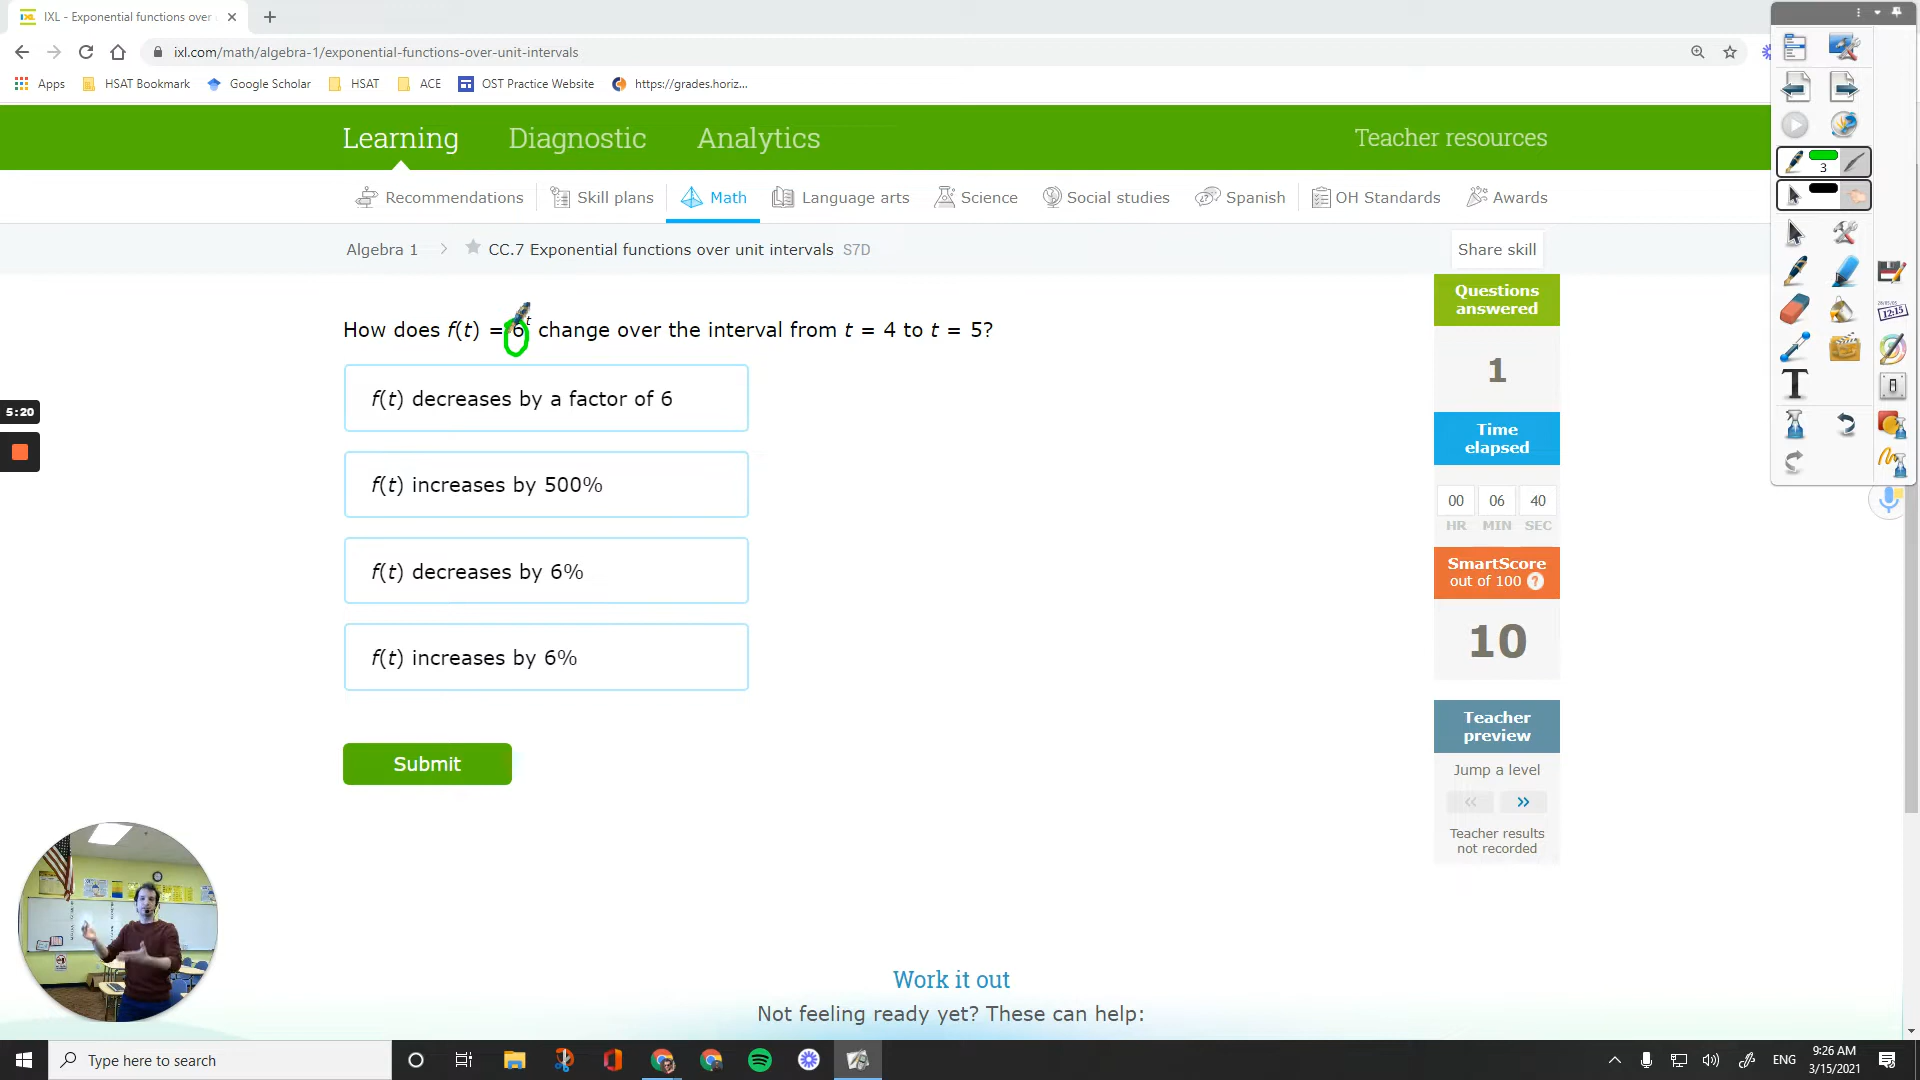 IXL - Exponential functions over
ixl.com/math/algebra-1/exponential-functions-over-unit-intervals
Apps HSAT Bookmark Google Scholar HSAT ACE OST Practice Website https://grades.horiz...
Learning Diagnostic Analytics Teacher resources
Recommendations Skill plans Math Language arts Science Social studies Spanish OH Standards Awards
Algebra 1 > CC.7 Exponential functions over unit intervals S7D Share skill
How does f(t) = 6^t change over the interval from t = 4 to t = 5?
f(t) decreases by a factor of 6
f(t) increases by 500%
f(t) decreases by 6%
f(t) increases by 6%
Submit
Questions
answered
1
Time
elapsed
00 06 40
HR MIN SEC
SmartScore
out of 100 ?
10
Teacher
preview
Jump a level
Teacher results
not recorded
5:20
3
12:15
T
Work it out
Not feeling ready yet? These can help:
Type here to search
ENG
9:26 AM
3/15/2021